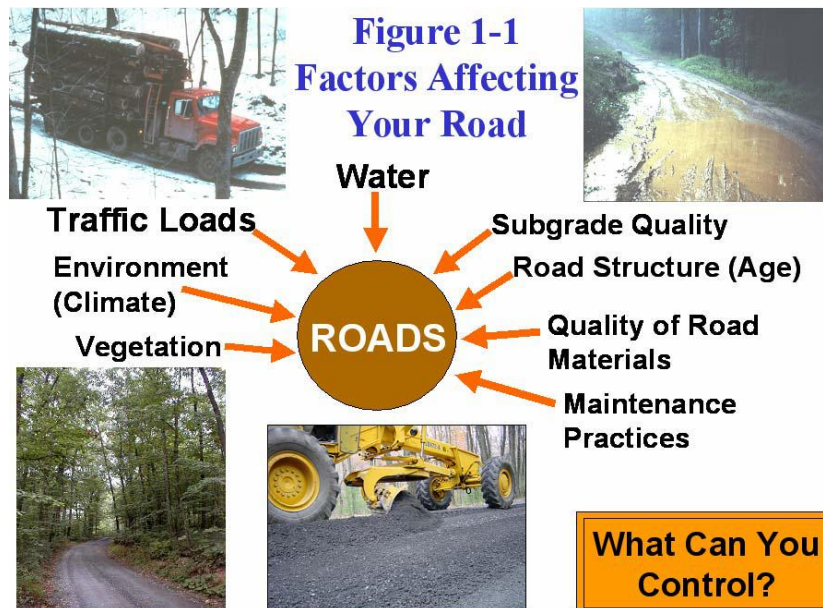 Figure 1-1
Factors Affecting
Your Road
Water
Traffic Loads
Environment
(Climate)
Vegetation
Subgrade Quality
Road Structure (Age)
Quality of Road
Materials
Maintenance
Practices
ROADS
What Can You
Control?